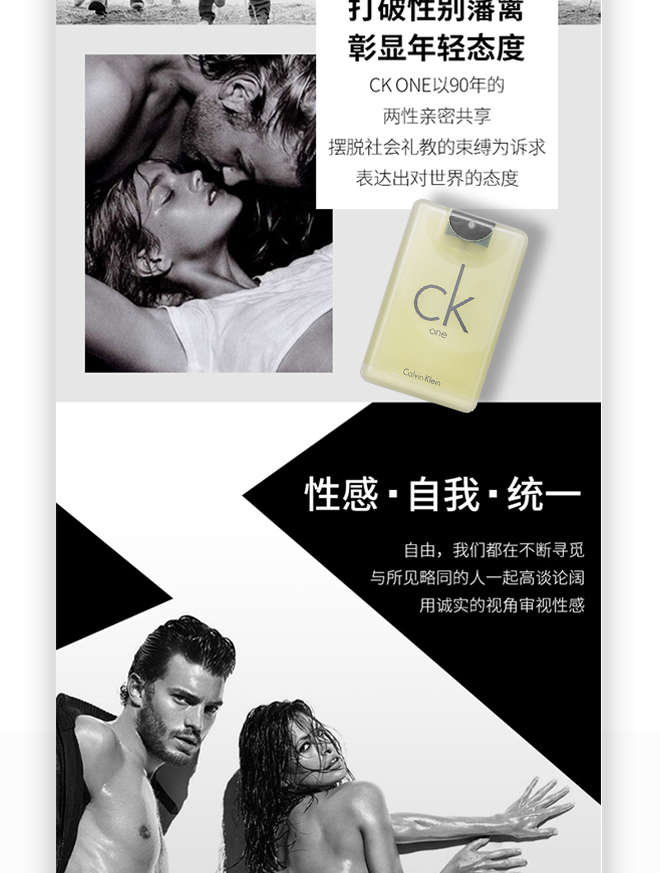 打破性别藩篱
彰显年轻态度
CK ONE以90年的
两性亲密共享
摆脱社会礼教的束缚为诉求
表达出对世界的态度
ck
one
Calvin Klein
性感·自我·统一
自由，我们都在不断寻觅
与所见略同的人一起高谈论阔
用诚实的视角审视性感